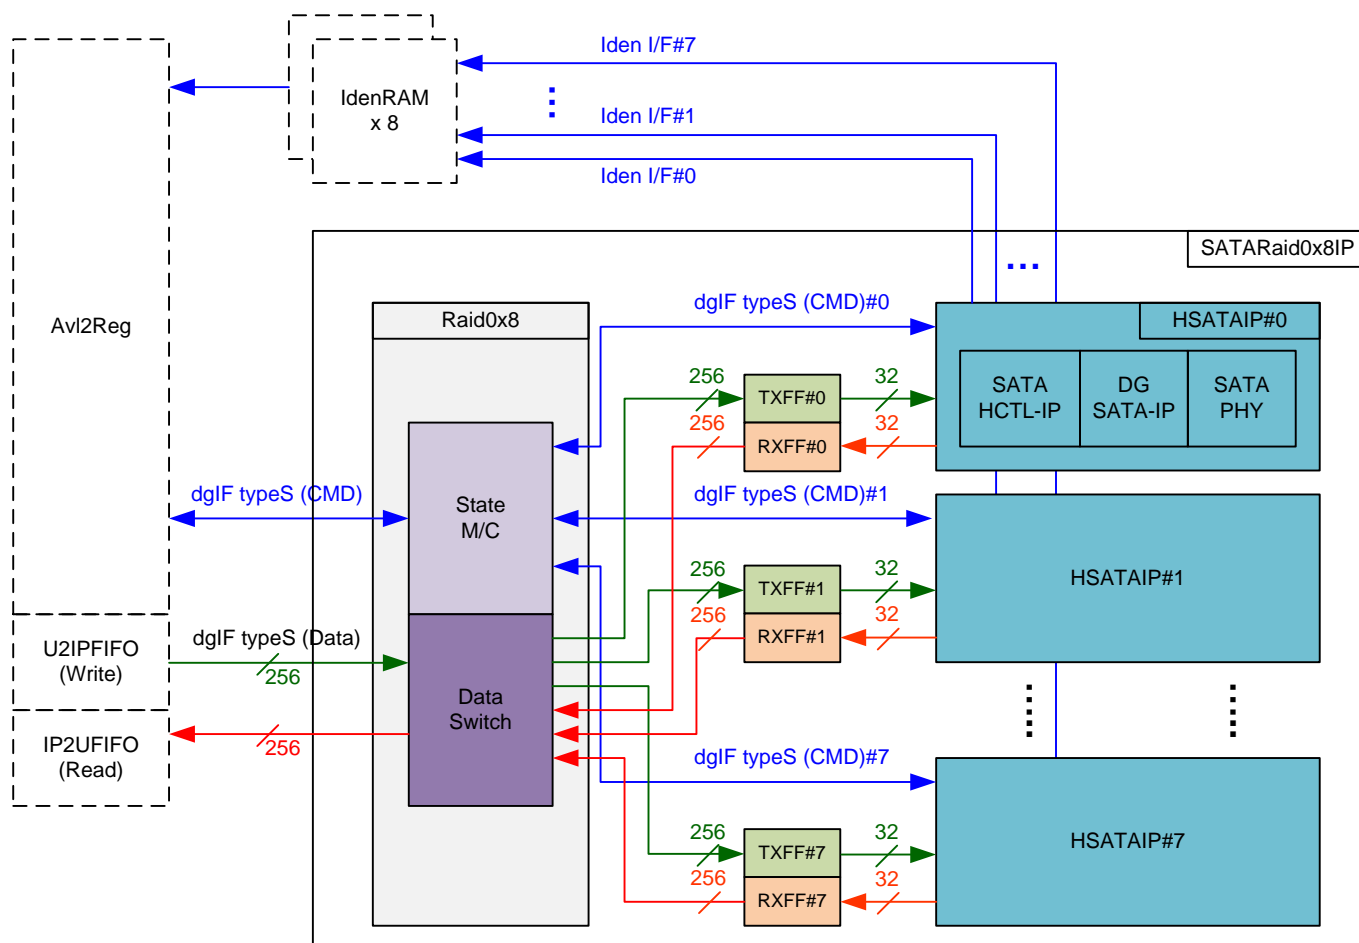 Iden I/F#7
IdenRAM
x 8
Iden I/F#1
Iden I/F#0
SATARaid0x8IP
...
Avl2Reg
Raid0x8
dgIF typeS (CMD)#0
HSATAIP#0
256
TXFF#0
32
SATA
HCTL-IP
DG
SATA-IP
SATA
PHY
256
RXFF#0
32
dgIF typeS (CMD)
State
M/C
dgIF typeS (CMD)#1
256
TXFF#1
32
HSATAIP#1
256
RXFF#1
32
U2IPFIFO
(Write)
dgIF typeS (Data)
256
Data
Switch
IP2UFIFO
(Read)
256
dgIF typeS (CMD)#7
256
TXFF#7
32
HSATAIP#7
256
RXFF#7
32